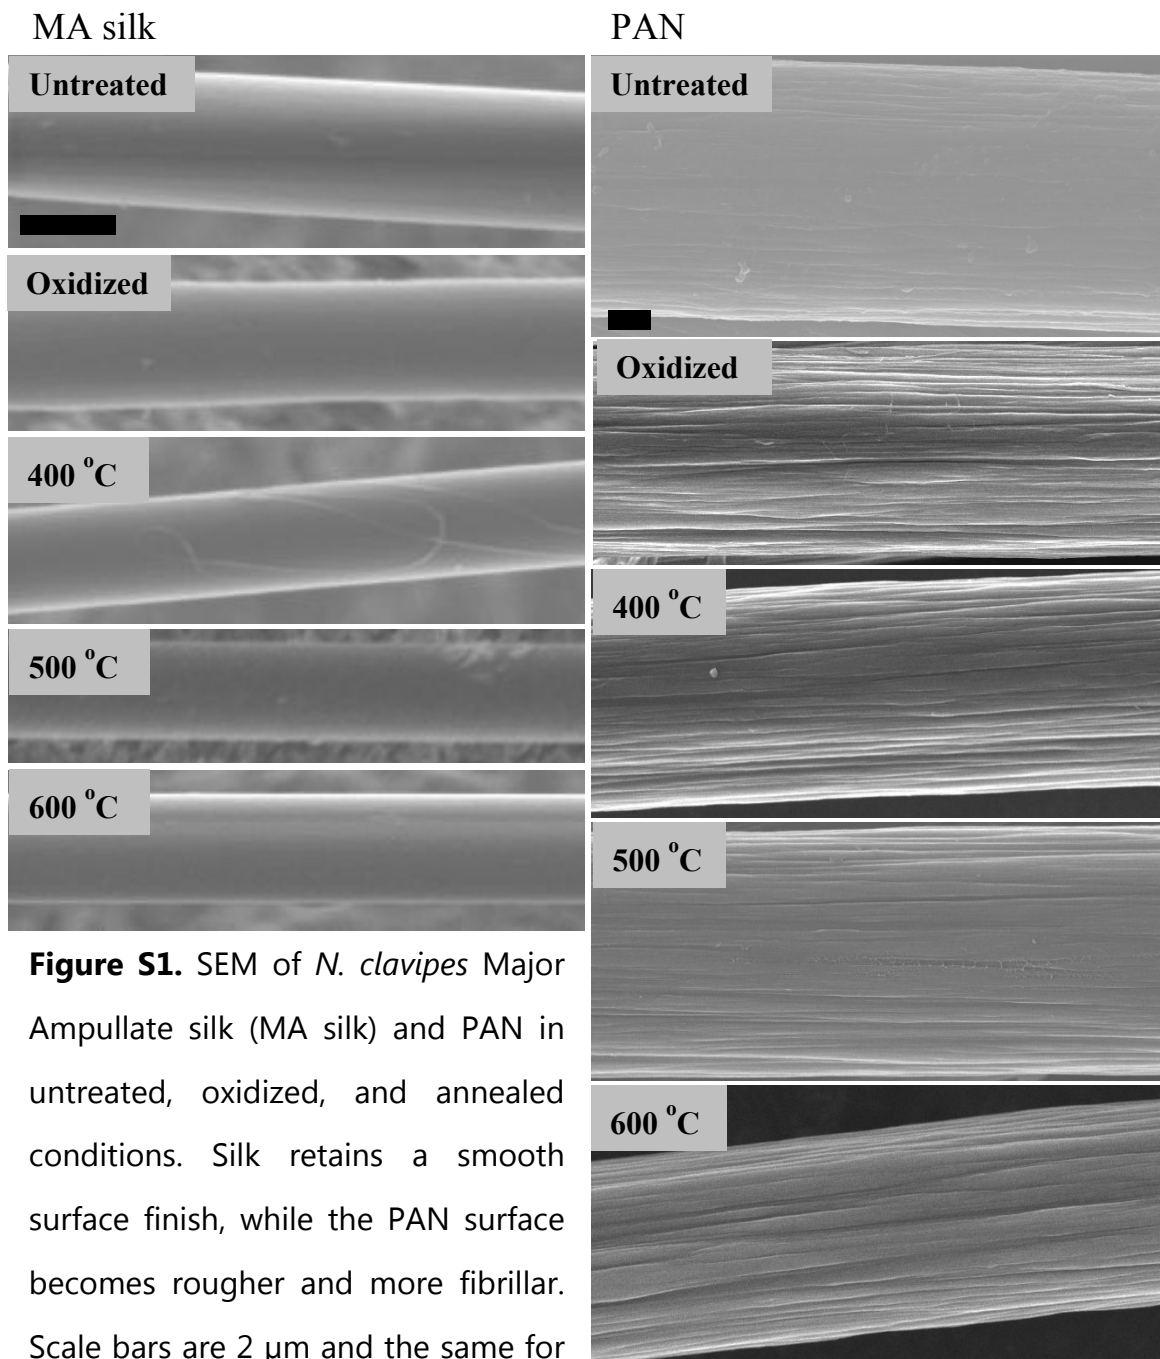 MA silk
Untreated
Oxidized
400 °C
500 °C
600 °C
PAN
Untreated
Oxidized
400 °C
500 °C
600 °C
Figure S1. SEM of N. clavipes Major
Ampullate silk (MA silk) and PAN in
untreated, oxidized, and annealed
conditions. Silk retains a smooth
surface finish, while the PAN surface
becomes rougher and more fibrillar.
Scale bars are 2 µm and the same for